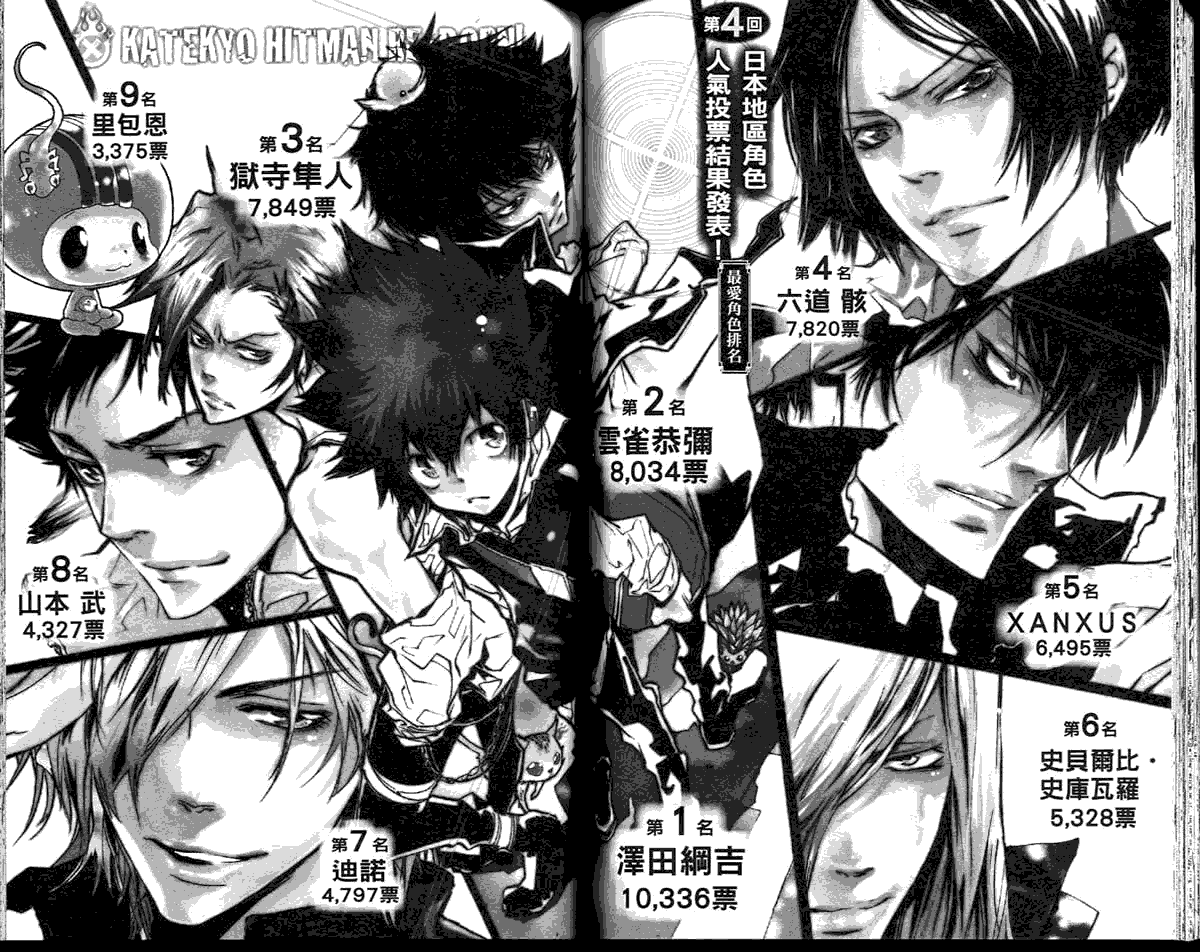 KATEKYO HITMAN REBORN!
第4回
日本地區角色
人氣投票結果發表！
最愛角色排名
第1名
澤田綱吉
10,336票
第2名
雲雀恭彌
8,034票
第3名
獄寺隼人
7,849票
第4名
六道 骸
7,820票
第5名
XANXUS
6,495票
第6名
史貝爾比・
史庫瓦羅
5,328票
第7名
迪諾
4,797票
第8名
山本 武
4,327票
第9名
里包恩
3,375票